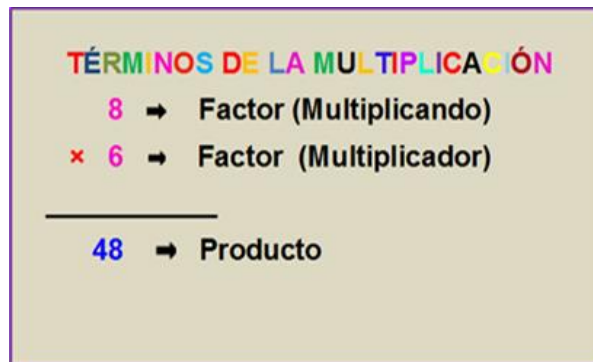 TÉRMINOS DE LA MULTIPLICACIÓN
8 ➡ Factor (Multiplicando)
× 6 ➡ Factor (Multiplicador)
48 ➡ Producto